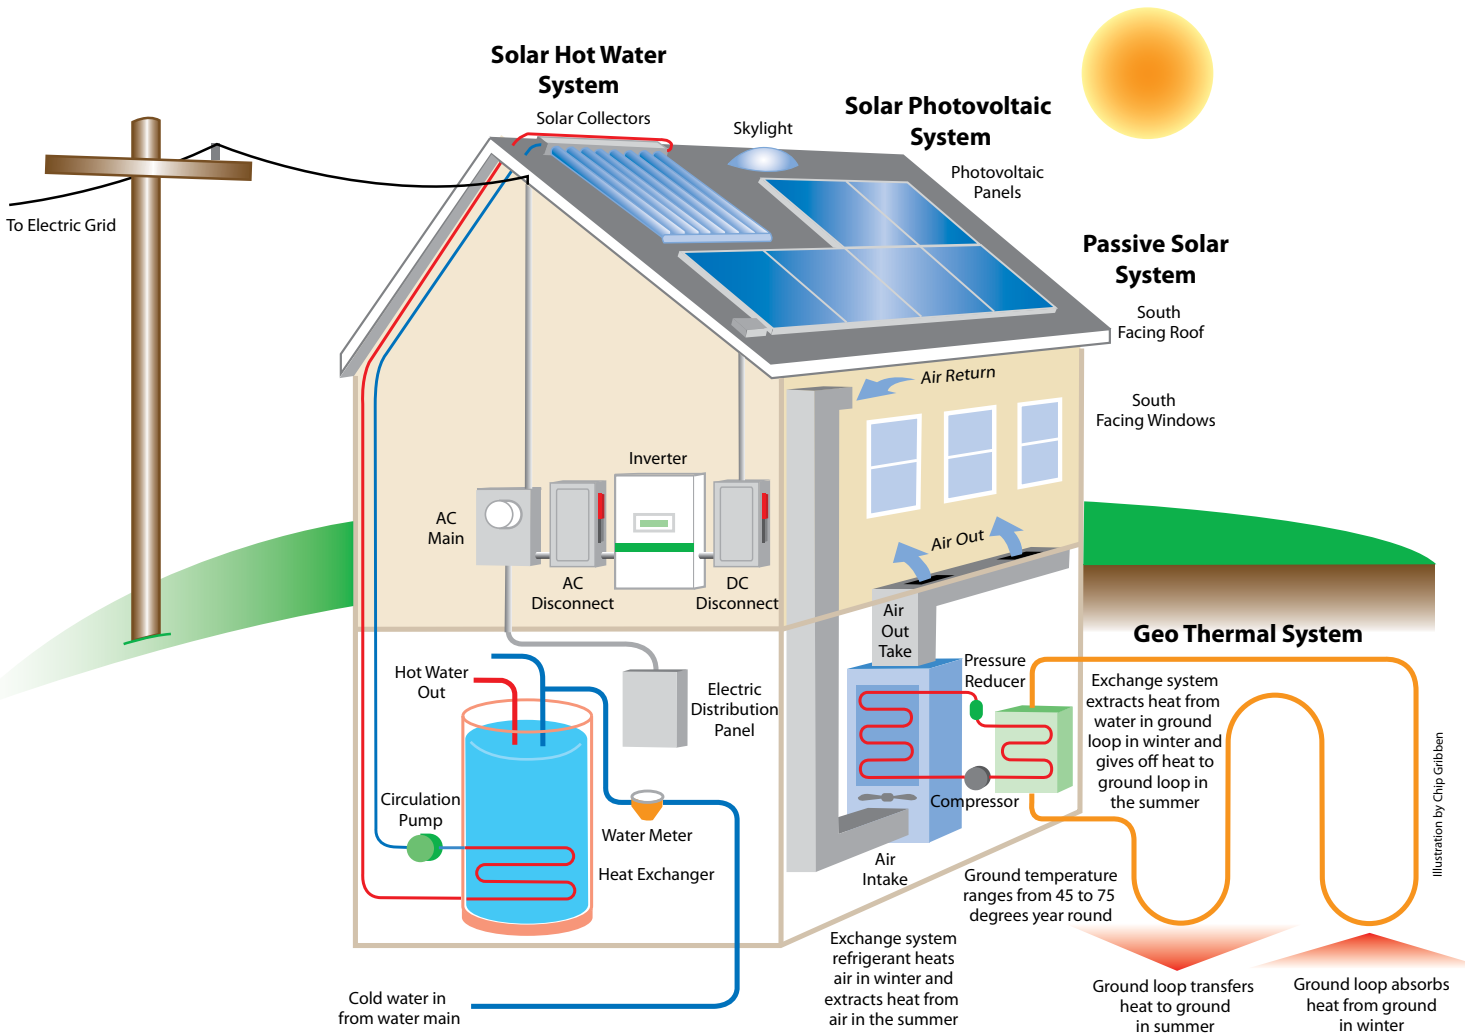 Solar Hot Water
System
Solar Collectors
Skylight
Solar Photovoltaic
System
Photovoltaic
Panels
To Electric Grid
Passive Solar
System
South
Facing Roof
Air Return
South
Facing Windows
Inverter
AC
Main
AC
Disconnect
DC
Disconnect
Air Out
Air
Out
Take
Geo Thermal System
Hot Water
Out
Electric
Distribution
Panel
Pressure
Reducer
Exchange system
extracts heat from
water in ground
loop in winter and
gives off heat to
ground loop in
the summer
Circulation
Pump
Water Meter
Compressor
Heat Exchanger
Air
Intake
Ground temperature
ranges from 45 to 75
degrees year round
Illustration by Chip Gribben
Exchange system
refrigerant heats
air in winter and
extracts heat from
air in the summer
Cold water in
from water main
Ground loop transfers
heat to ground
in summer
Ground loop absorbs
heat from ground
in winter